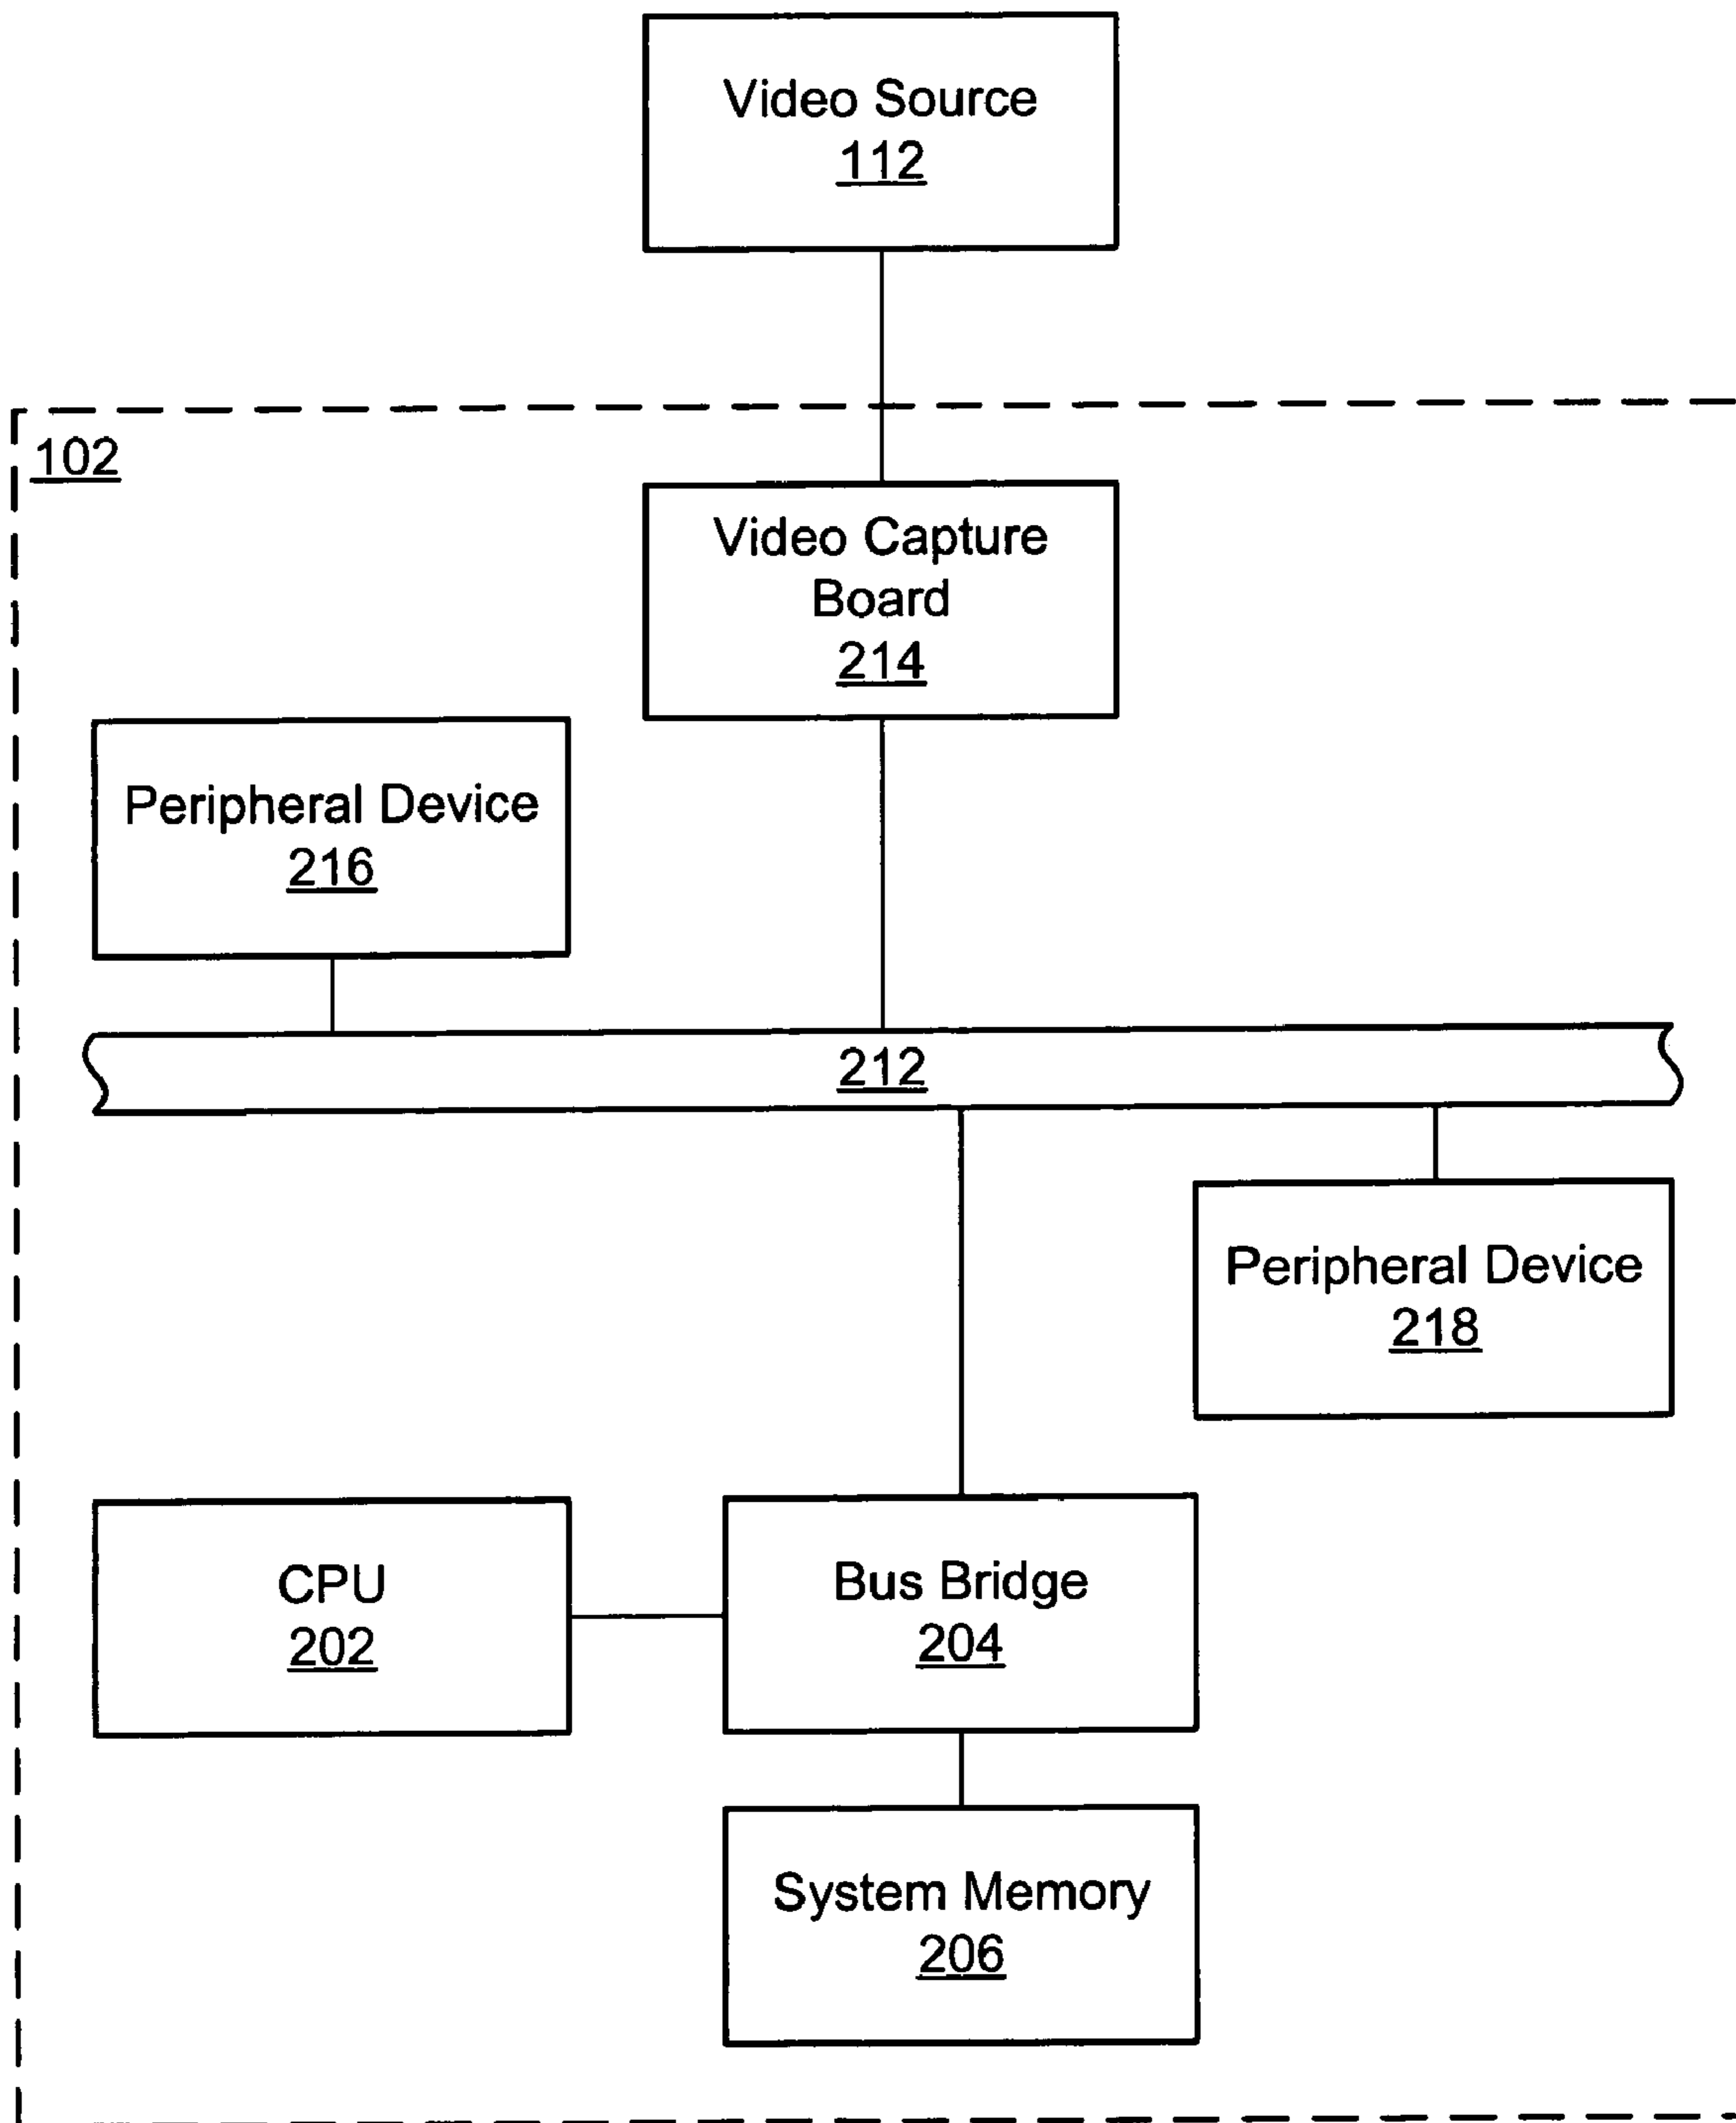 Video Source
112
102
Video Capture
Board
214
Peripheral Device
216
212
Peripheral Device
218
CPU
202
Bus Bridge
204
System Memory
206